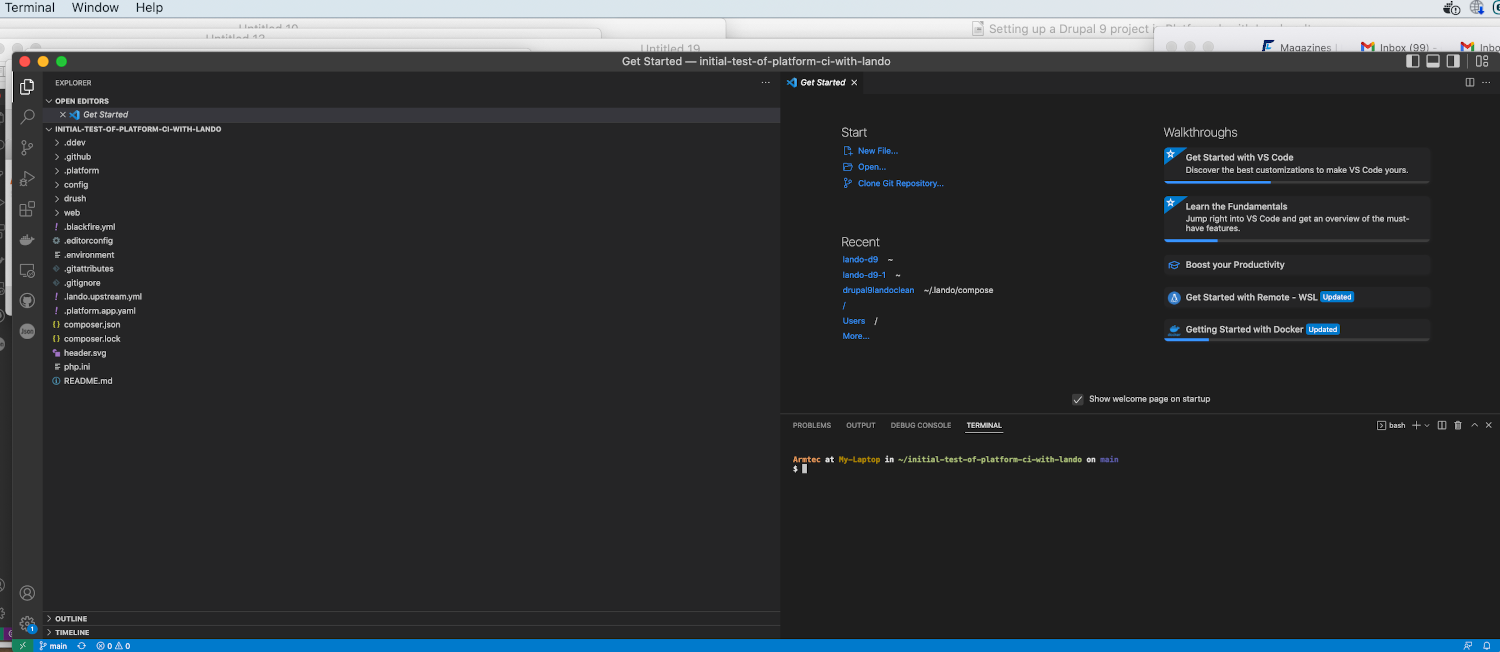 Terminal Window Help
Untitled 10
Untitled 12
Untitled 19
Setting up a Drupal 9 project i
Magazines
Inbox (99) -
Inbo
Get Started — initial-test-of-platform-ci-with-lando
EXPLORER
OPEN EDITORS
Get Started
INITIAL-TEST-OF-PLATFORM-CI-WITH-LANDO
.ddev
.github
.platform
config
drush
web
.blackfire.yml
.editorconfig
.environment
.gitattributes
.gitignore
.lando.upstream.yml
.platform.app.yaml
composer.json
composer.lock
header.svg
php.ini
README.md
OUTLINE
TIMELINE
Get Started
Start
New File...
Open...
Clone Git Repository...
Recent
lando-d9 ~
lando-d9-1 ~
drupal9landoclean ~/.lando/compose
/
Users /
More...
Walkthroughs
Get Started with VS Code
Discover the best customizations to make VS Code yours.
Learn the Fundamentals
Jump right into VS Code and get an overview of the must-
have features.
Boost your Productivity
Get Started with Remote - WSL Updated
Getting Started with Docker Updated
Show welcome page on startup
PROBLEMS OUTPUT DEBUG CONSOLE TERMINAL
bash
Armtec at My-Laptop in ~/initial-test-of-platform-ci-with-lando on main
$
Json
1
main 0 0